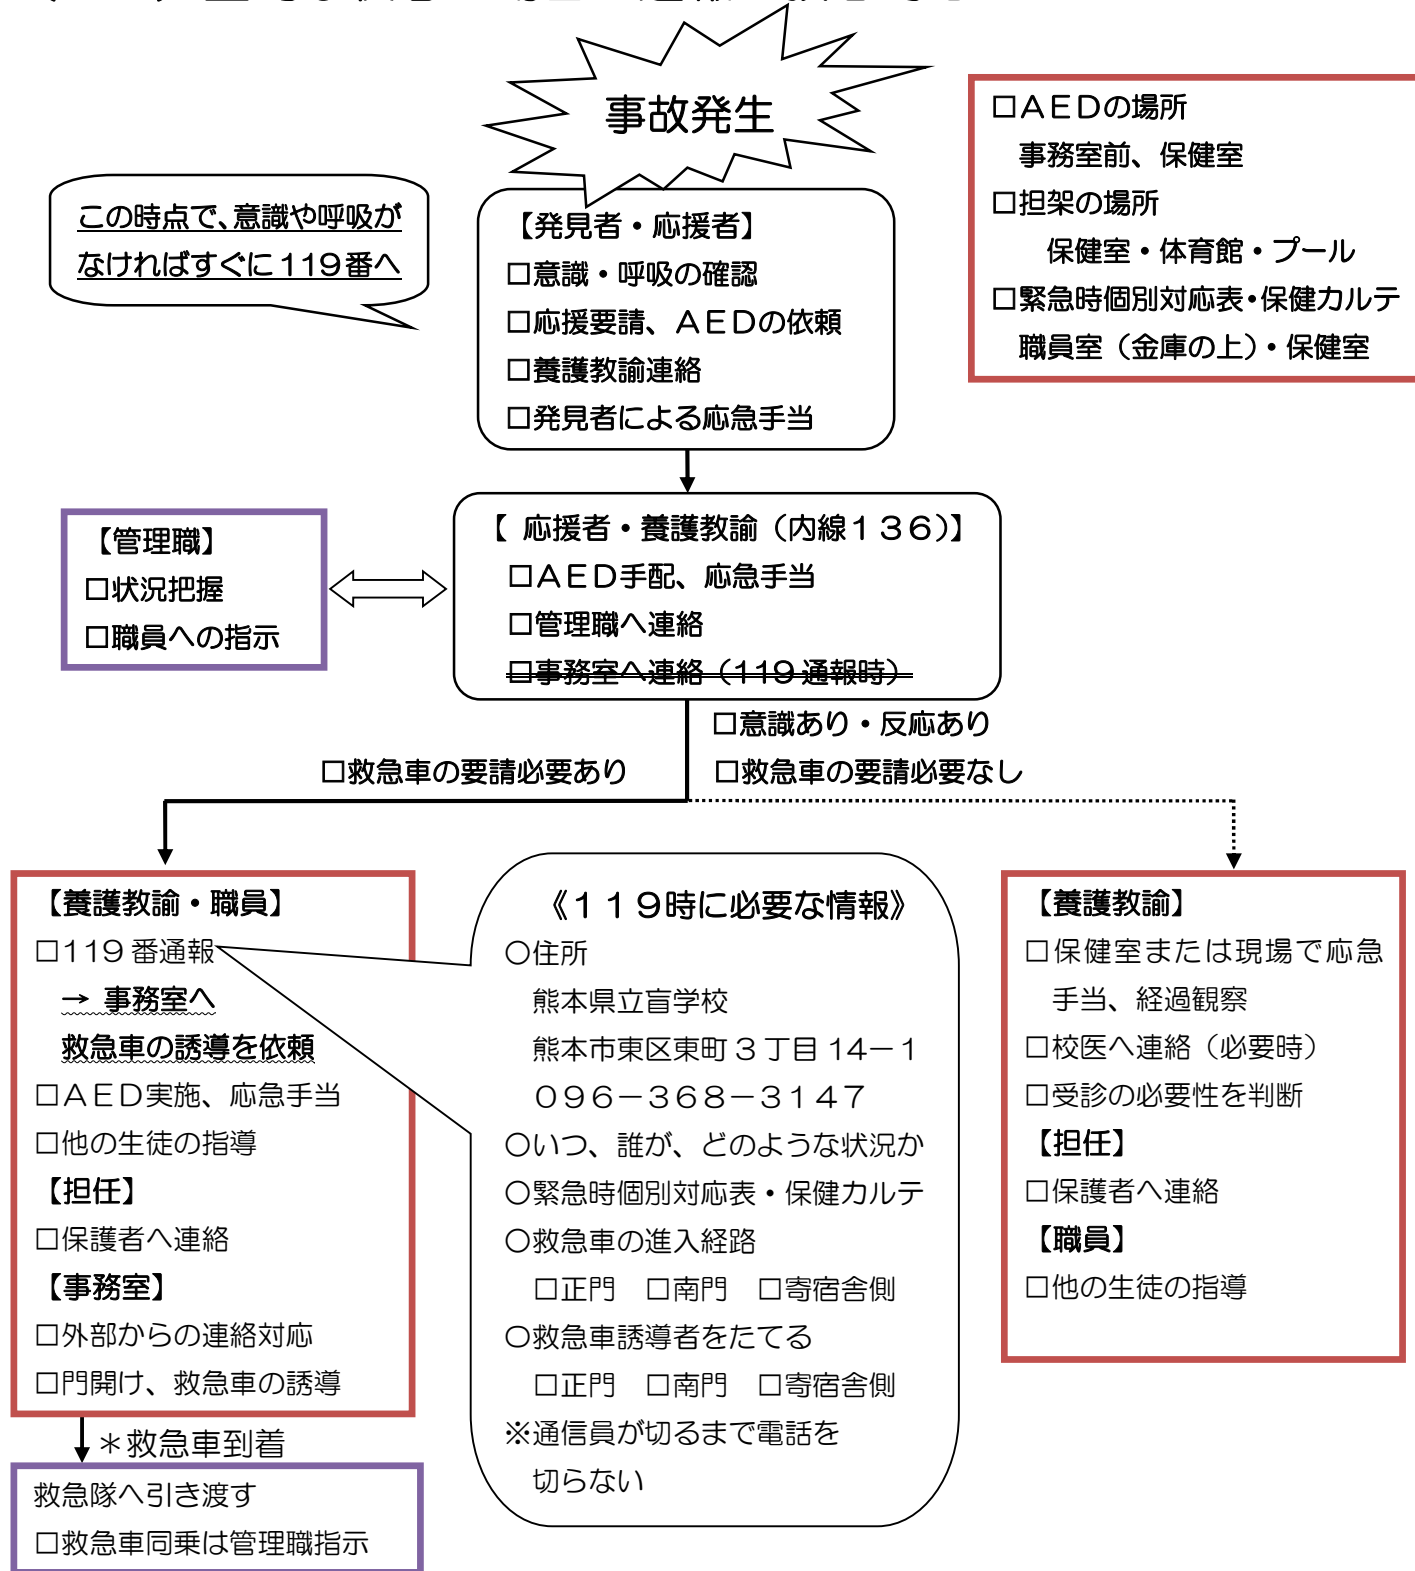 事故発生
□ＡＥＤの場所
事務室前、保健室
□担架の場所
保健室・体育館・プール
□緊急時個別対応表・保健カルテ
職員室（金庫の上）・保健室
この時点で、意識や呼吸が
なければすぐに119番へ
【発見者・応援者】
□意識・呼吸の確認
□応援要請、ＡＥＤの依頼
□養護教諭連絡
□発見者による応急手当
【管理職】
□状況把握
□職員への指示
【 応援者・養護教諭（内線１３６）】
□ＡＥＤ手配、応急手当
□管理職へ連絡
□事務室へ連絡（119通報時）
□意識あり・反応あり
□救急車の要請必要あり
□救急車の要請必要なし
【養護教諭・職員】
□119番通報
→ 事務室へ
救急車の誘導を依頼
□ＡＥＤ実施、応急手当
□他の生徒の指導
【担任】
□保護者へ連絡
【事務室】
□外部からの連絡対応
□門開け、救急車の誘導
＊救急車到着
救急隊へ引き渡す
□救急車同乗は管理職指示
《１１９時に必要な情報》
○住所
熊本県立盲学校
熊本市東区東町3丁目14－1
０９６－３６８－３１４７
○いつ、誰が、どのような状況か
○緊急時個別対応表・保健カルテ
○救急車の進入経路
□正門　□南門　□寄宿舎側
○救急車誘導者をたてる
□正門　□南門　□寄宿舎側
※通信員が切るまで電話を
切らない
【養護教諭】
□保健室または現場で応急
手当、経過観察
□校医へ連絡（必要時）
□受診の必要性を判断
【担任】
□保護者へ連絡
【職員】
□他の生徒の指導